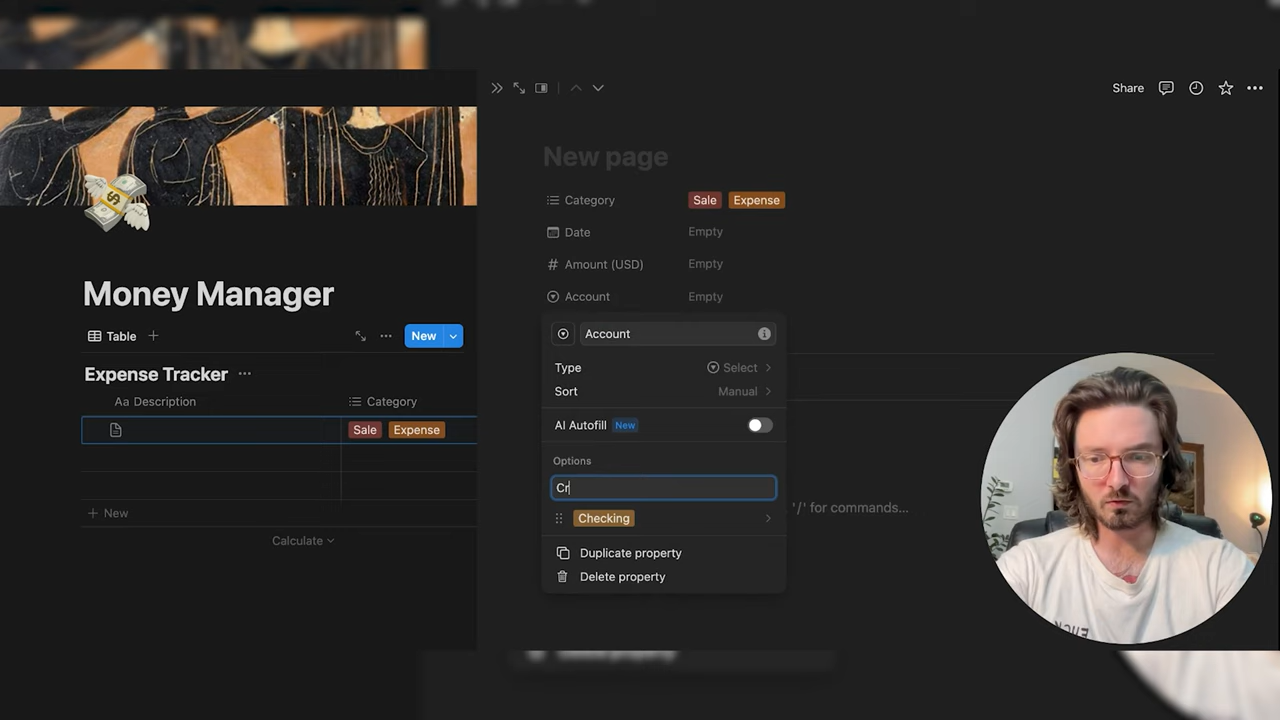 Share
New page
Category Sale Expense
Date Empty
Amount (USD) Empty
Account Empty
Account
Type Select
Sort Manual
AI Autofill New
Options
Cr
Checking
Duplicate property
Delete property
'/' for commands...
Money Manager
Table New
Expense Tracker
Aa Description Category
Sale Expense
New
Calculate